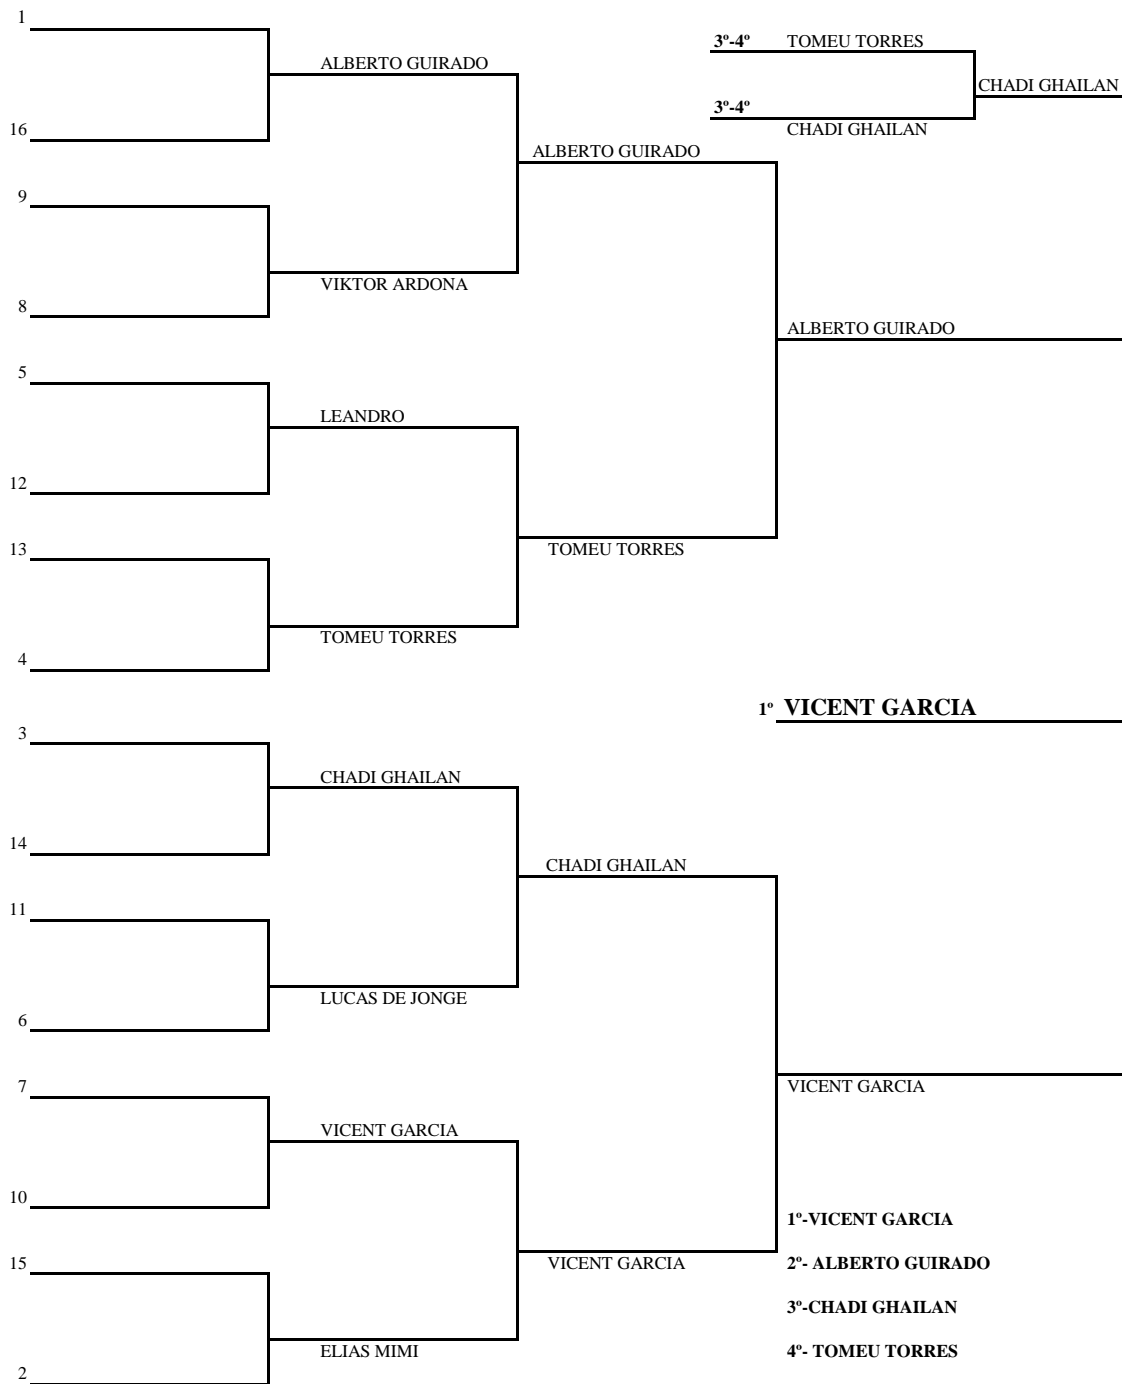 1
3º-4º TOMEU TORRES
ALBERTO GUIRADO
CHADI GHAILAN
3º-4º
16
CHADI GHAILAN
ALBERTO GUIRADO
9
VIKTOR ARDONA
8
ALBERTO GUIRADO
5
LEANDRO
12
13
TOMEU TORRES
TOMEU TORRES
4
1º VICENT GARCIA
3
CHADI GHAILAN
14
CHADI GHAILAN
11
LUCAS DE JONGE
6
7
VICENT GARCIA
VICENT GARCIA
10
1º-VICENT GARCIA
15
VICENT GARCIA
2º- ALBERTO GUIRADO
3º-CHADI GHAILAN
ELIAS MIMI
4º- TOMEU TORRES
2